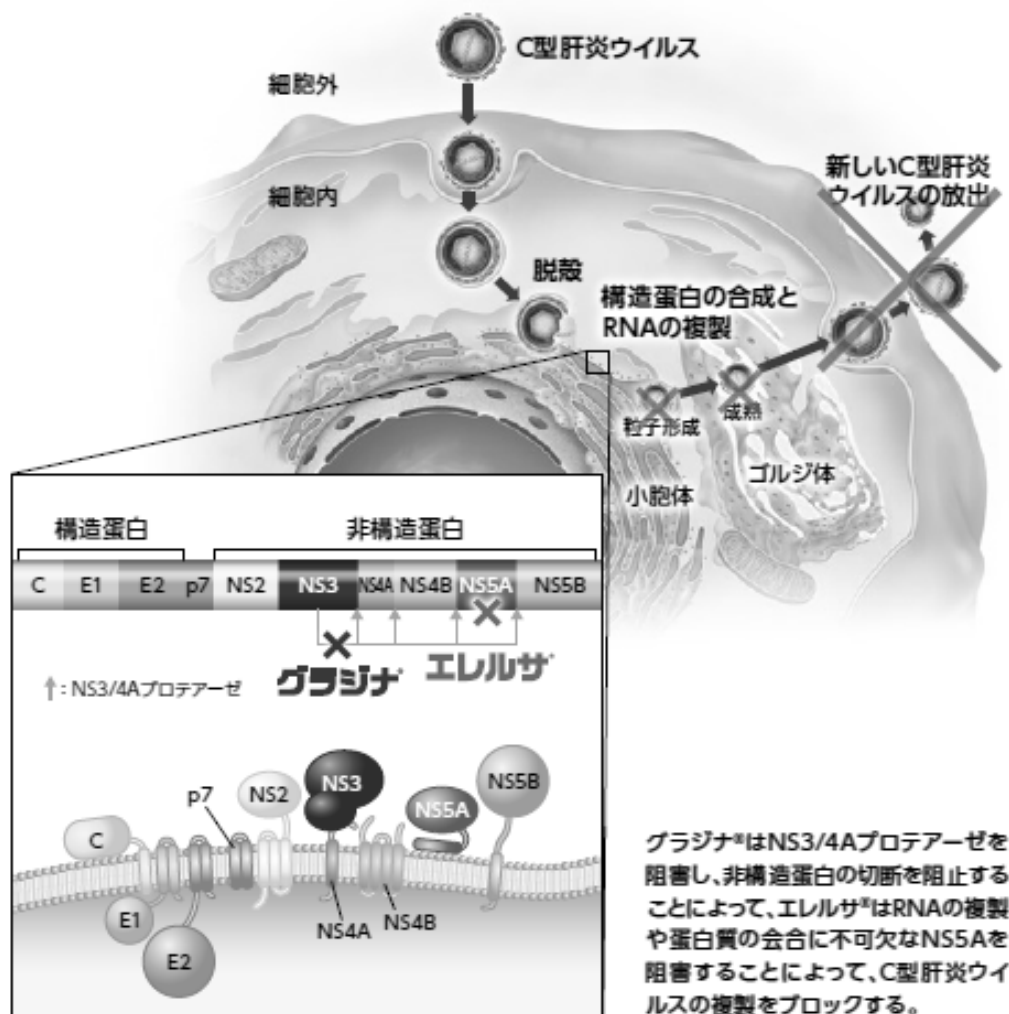 C型肝炎ウイルス
細胞外
細胞内
新しいC型肝炎
ウイルスの放出
脱殻
構造蛋白の合成と
RNAの複製
粒子形成
成熟
小胞体
ゴルジ体
構造蛋白
非構造蛋白
C E1 E2 p7 NS2 NS3 NS4A NS4B NS5A NS5B
グラジナ®
エレルサ®
↑：NS3/4Aプロテアーゼ
C
E1
E2
p7
NS2
NS3
NS4A
NS4B
NS5A
NS5B
グラジナ®はNS3/4Aプロテアーゼを
阻害し、非構造蛋白の切断を阻止する
ことによって、エレルサ®はRNAの複製
や蛋白質の会合に不可欠なNS5Aを
阻害することによって、C型肝炎ウイ
ルスの複製をブロックする。